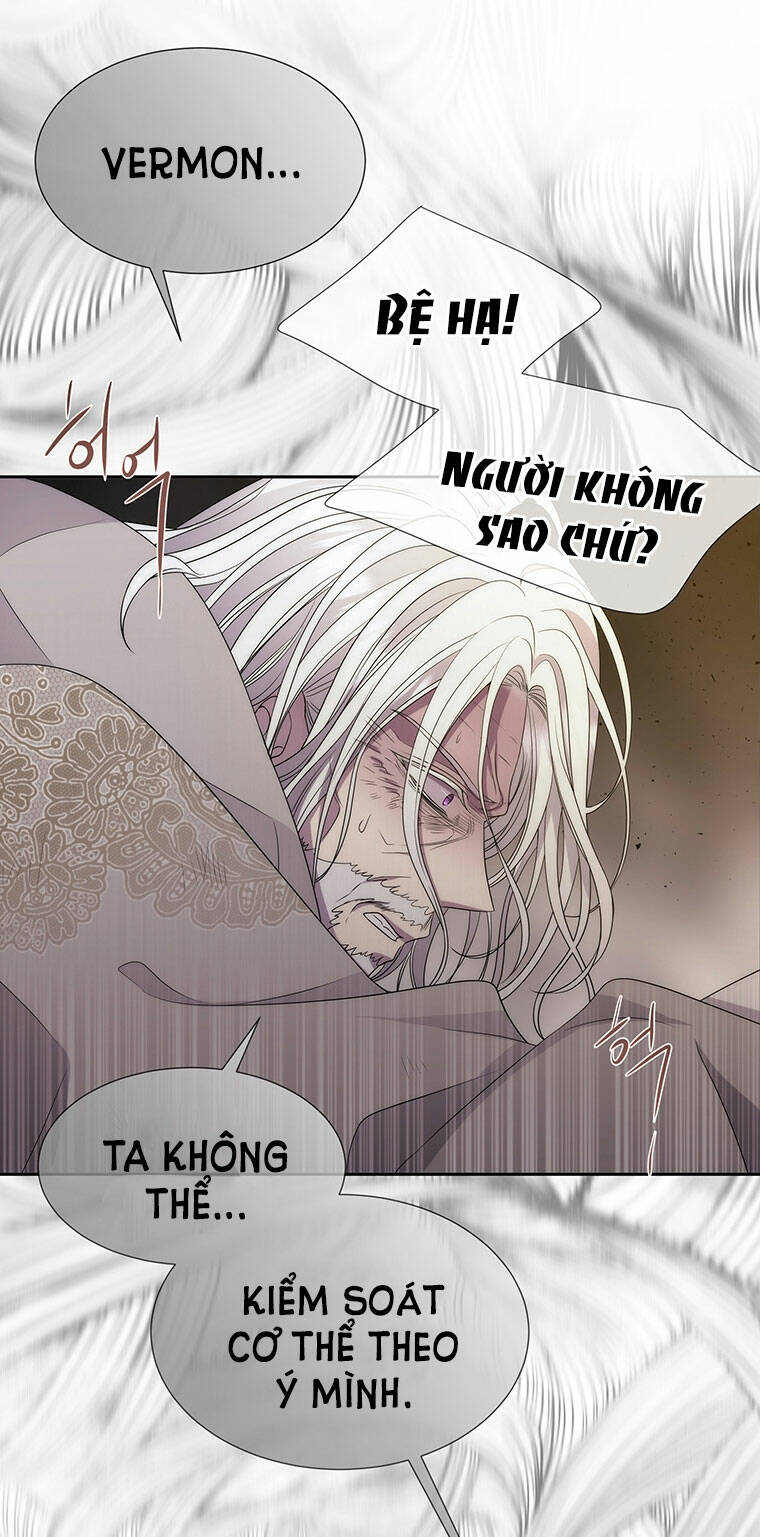 VERMON...
BỆ HẠ!
NGƯỜI KHÔNG
SAO CHỨ?
허억
헉
TA KHÔNG
THỂ...
KIỂM SOÁT
CƠ THỂ THEO
Ý MÌNH.